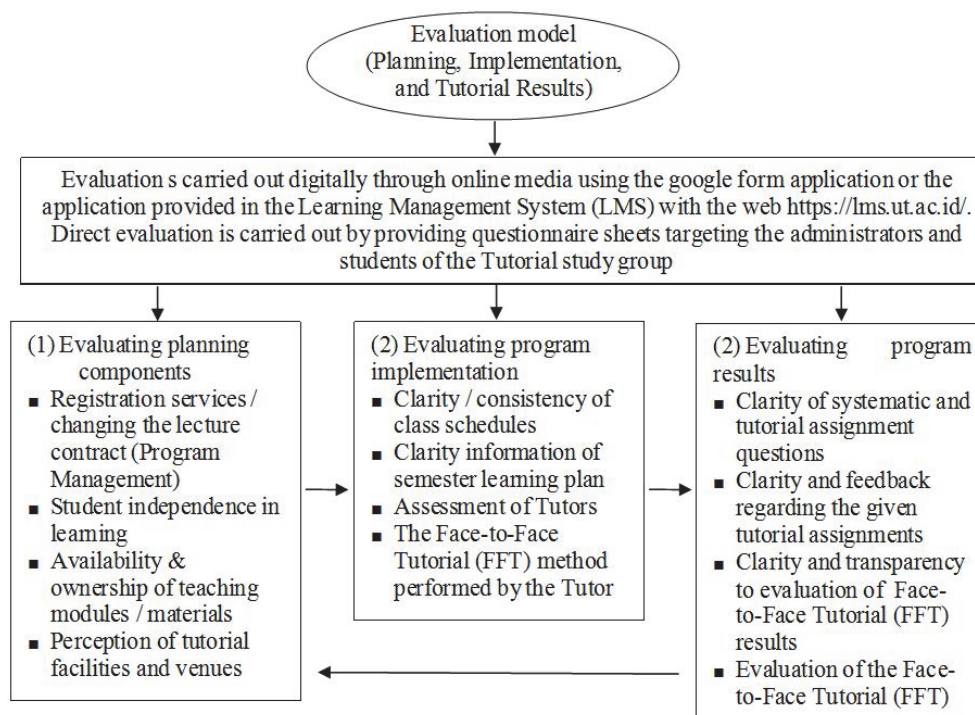 Evaluation model
(Planning, Implementation,
and Tutorial Results)
Evaluation s carried out digitally through online media using the google form application or the
application provided in the Learning Management System (LMS) with the web https://lms.ut.ac.id/.
Direct evaluation is carried out by providing questionnaire sheets targeting the administrators and
students of the Tutorial study group
(1) Evaluating planning
components
■ Registration services /
changing the lecture
contract (Program
Management)
■ Student independence in
learning
■ Availability &
ownership of teaching
modules / materials
■ Perception of tutorial
facilities and venues
(2) Evaluating program
implementation
■ Clarity / consistency of
class schedules
■ Clarity information of
semester learning plan
■ Assessment of Tutors
■ The Face-to-Face
Tutorial (FFT) method
performed by the Tutor
(2) Evaluating program
results
■ Clarity of systematic and
tutorial assignment
questions
■ Clarity and feedback
regarding the given
tutorial assignments
■ Clarity and transparency
to evaluation of Face-
to-Face Tutorial (FFT)
results
■ Evaluation of the Face-
to-Face Tutorial (FFT)